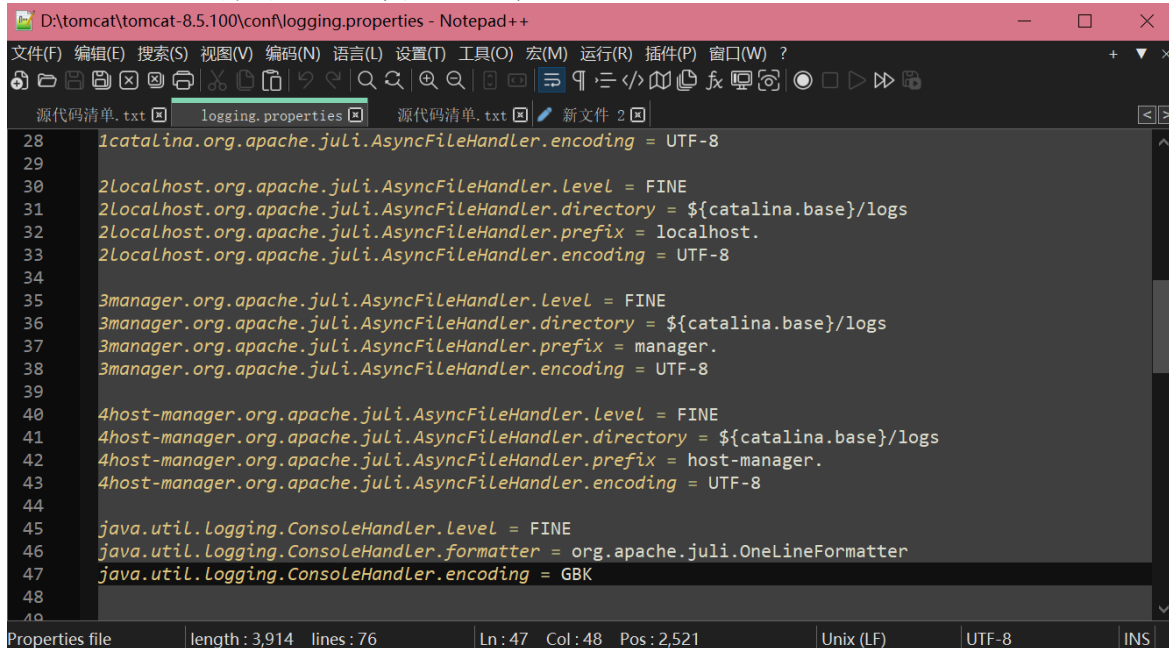 D:\tomcat\tomcat-8.5.100\conf\logging.properties - Notepad++
文件(F) 编辑(E) 搜索(S) 视图(V) 编码(N) 语言(L) 设置(T) 工具(O) 宏(M) 运行(R) 插件(P) 窗口(W) ?
源代码清单.txt logging.properties 源代码清单.txt 新文件 2
28 1catalina.org.apache.juli.AsyncFileHandler.encoding = UTF-8
29
30 2localhost.org.apache.juli.AsyncFileHandler.level = FINE
31 2localhost.org.apache.juli.AsyncFileHandler.directory = ${catalina.base}/logs
32 2localhost.org.apache.juli.AsyncFileHandler.prefix = localhost.
33 2localhost.org.apache.juli.AsyncFileHandler.encoding = UTF-8
34
35 3manager.org.apache.juli.AsyncFileHandler.level = FINE
36 3manager.org.apache.juli.AsyncFileHandler.directory = ${catalina.base}/logs
37 3manager.org.apache.juli.AsyncFileHandler.prefix = manager.
38 3manager.org.apache.juli.AsyncFileHandler.encoding = UTF-8
39
40 4host-manager.org.apache.juli.AsyncFileHandler.level = FINE
41 4host-manager.org.apache.juli.AsyncFileHandler.directory = ${catalina.base}/logs
42 4host-manager.org.apache.juli.AsyncFileHandler.prefix = host-manager.
43 4host-manager.org.apache.juli.AsyncFileHandler.encoding = UTF-8
44
45 java.util.logging.ConsoleHandler.level = FINE
46 java.util.logging.ConsoleHandler.formatter = org.apache.juli.OneLineFormatter
47 java.util.logging.ConsoleHandler.encoding = GBK
48
Properties file length : 3,914 lines : 76 Ln : 47 Col : 48 Pos : 2,521 Unix (LF) UTF-8 INS